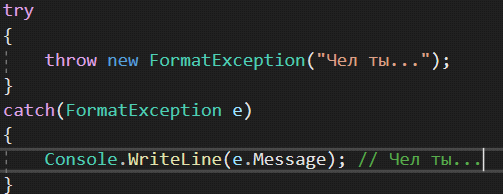 try
{
throw new FormatException("Чел ты...");
}
catch(FormatException e)
{
Console.WriteLine(e.Message); // Чел ты...
}